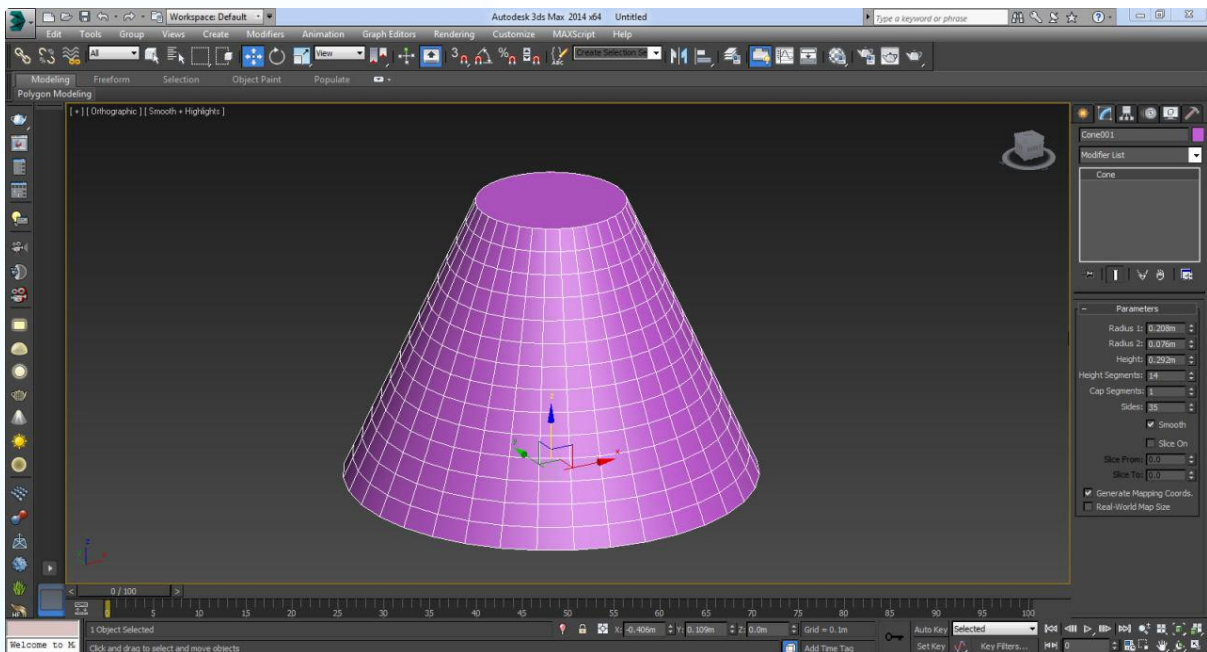 Workspace: Default
Autodesk 3ds Max 2014 x64 Untitled
Type a keyword or phrase
Edit Tools Group Views Create Modifiers Animation Graph Editors Rendering Customize MAXScript Help
All
View
Create Selection Se
Modeling Freeform Selection Object Paint Populate
Polygon Modeling
[ + ] [ Orthographic ] [ Smooth + Highlights ]
Cone001
Modifier List
Cone
Parameters
Radius 1: 0.208m
Radius 2: 0.076m
Height: 0.292m
Height Segments: 14
Cap Segments: 1
Sides: 35
Smooth
Slice On
Slice From: 0.0
Slice To: 0.0
Generate Mapping Coords.
Real-World Map Size
z
x
y
z
x
0 / 100
0 5 10 15 20 25 30 35 40 45 50 55 60 65 70 75 80 85 90 95 100
1 Object Selected
X: -0.406m Y: 0.109m Z: 0.0m Grid = 0.1m
Auto Key Selected
Welcome to M
Click and drag to select and move objects
Add Time Tag
Set Key Key Filters... 0